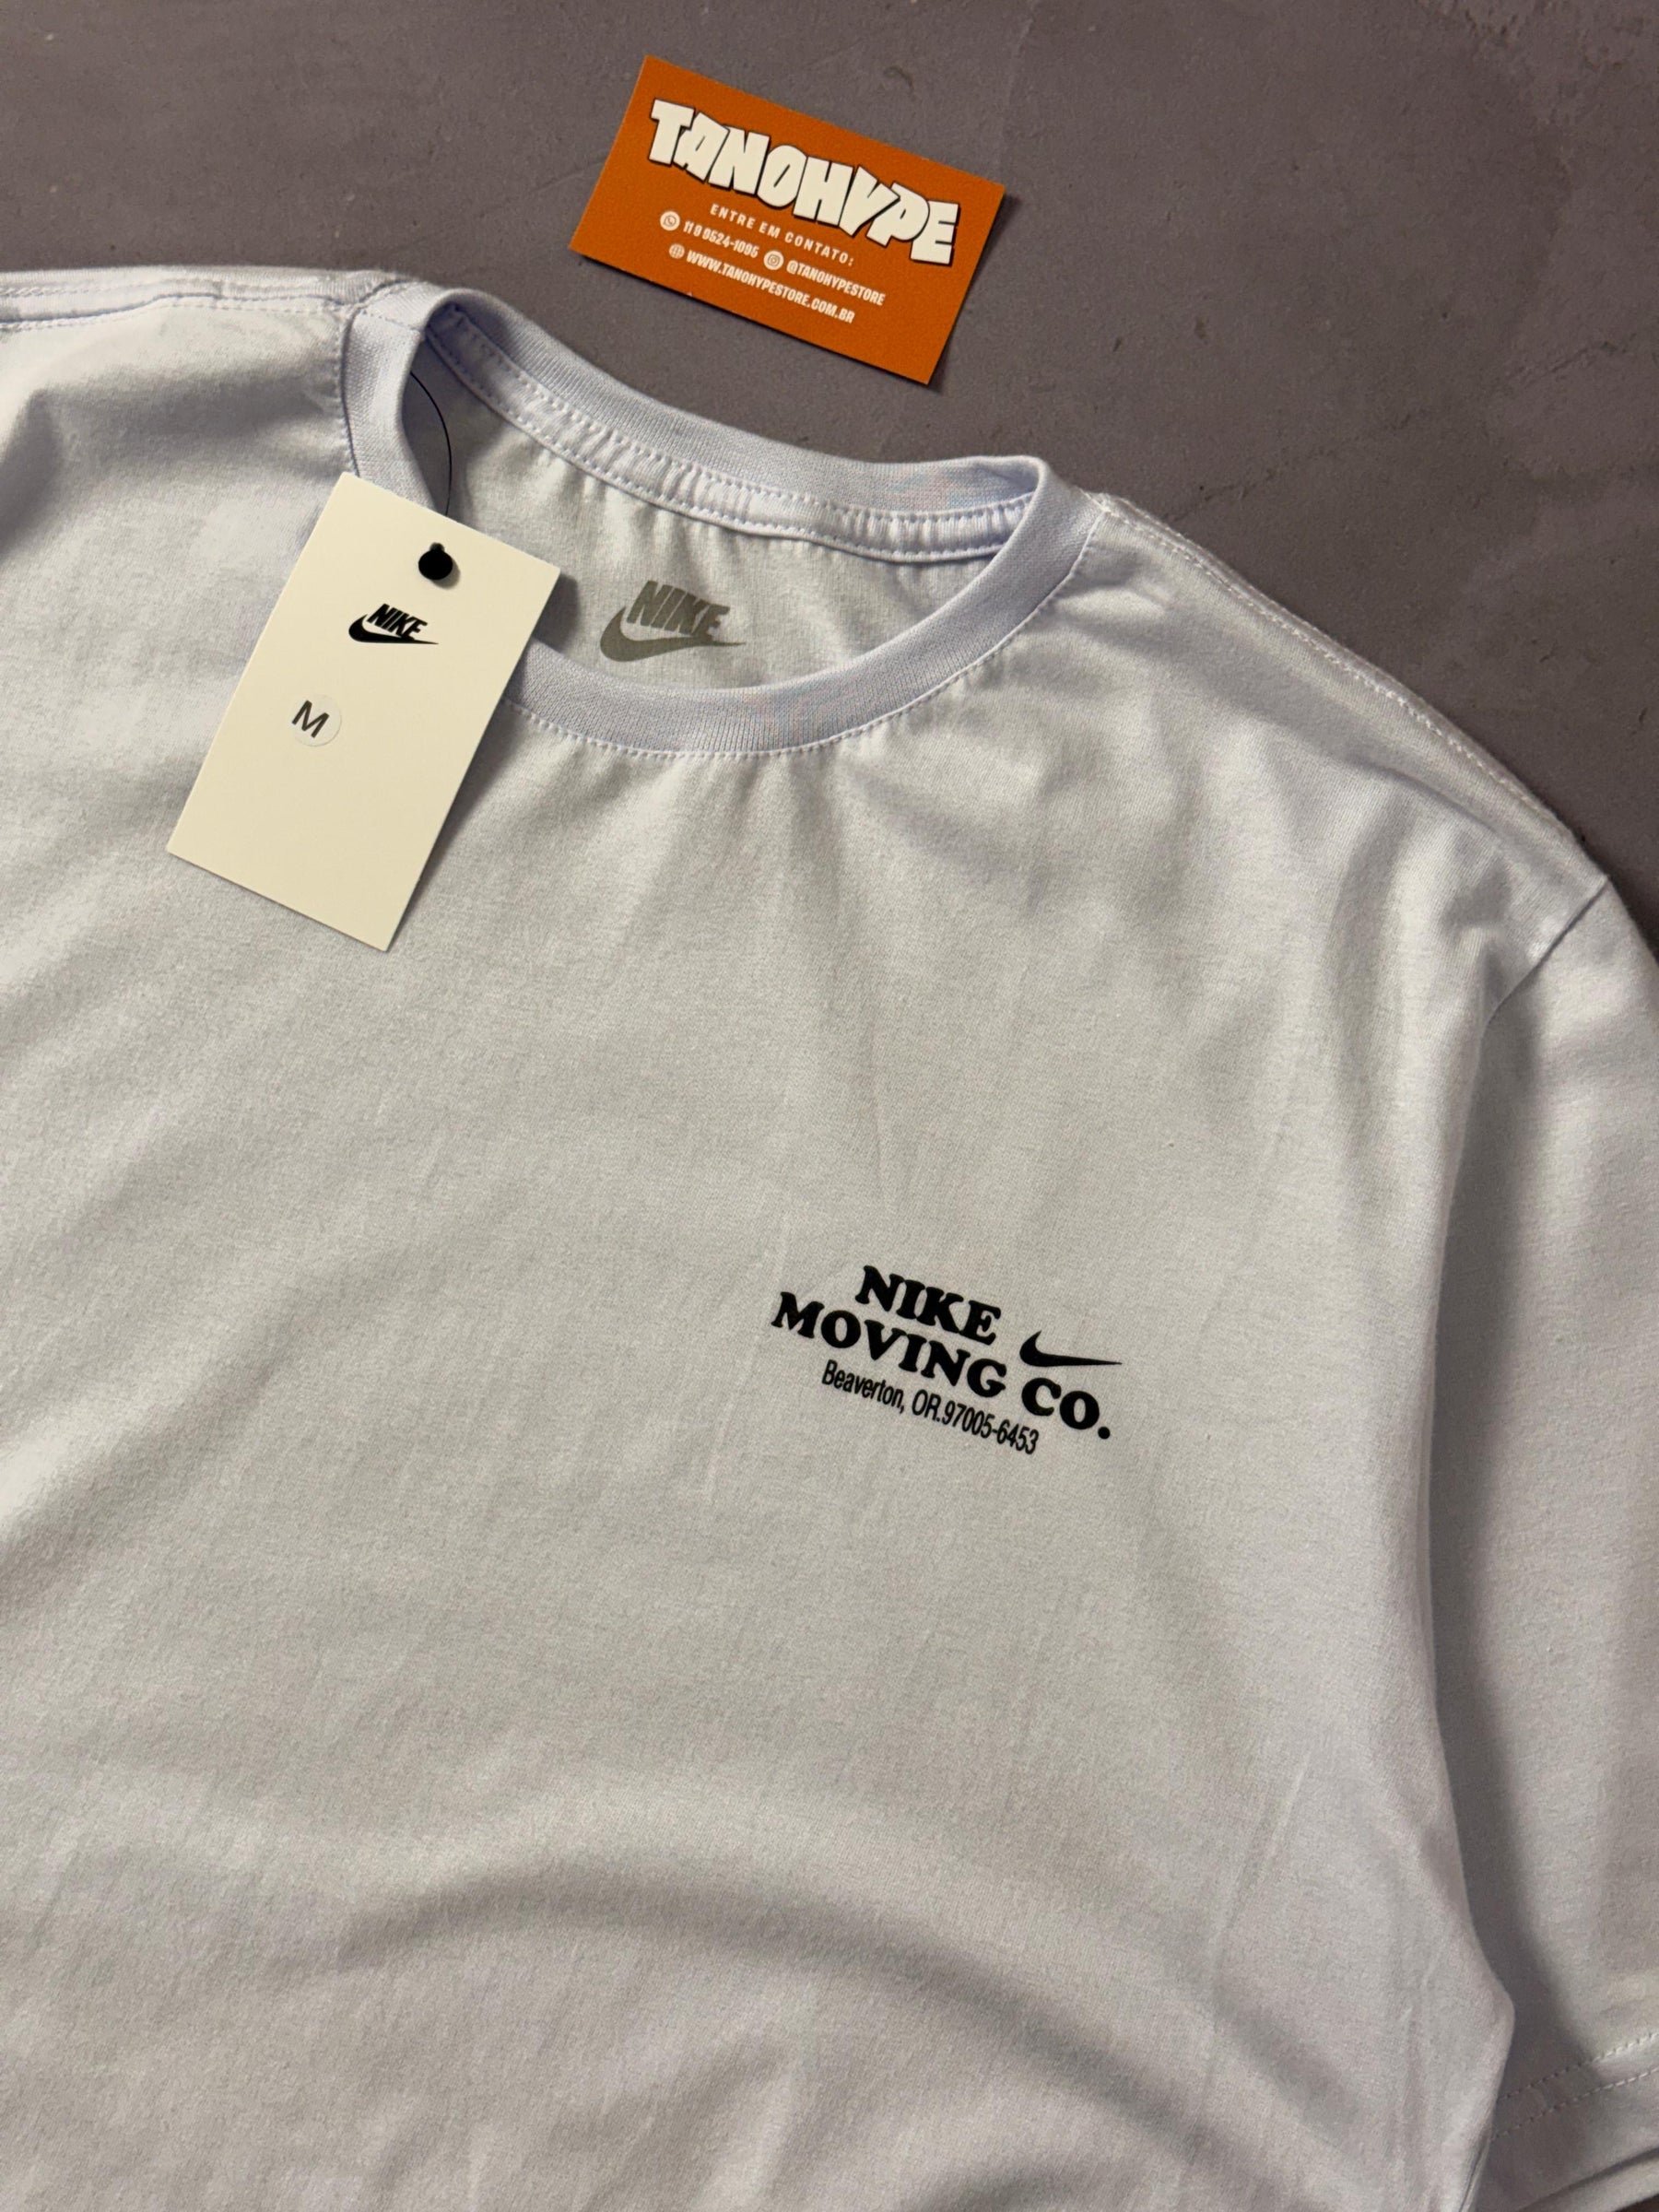 TANOHYPE
ENTRE EM CONTATO:
11 9 9524-1095 @TANOHYPESTORE
WWW.TANOHYPESTORE.COM.BR
NIKE
M
NIKE
NIKE
MOVING CO.
Beaverton, OR.97005-6453